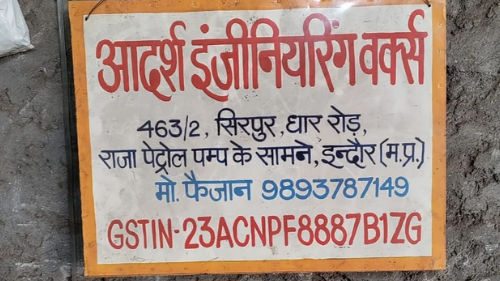 आदर्श इंजीनियरिंग वर्क्स
463/2, सिरपुर, धार रोड़,
राजा पेट्रोल पम्प के सामने, इन्दौर (म.प्र.)
मो. फैजान 9893787149
GSTIN-23ACNPF8887B1ZG